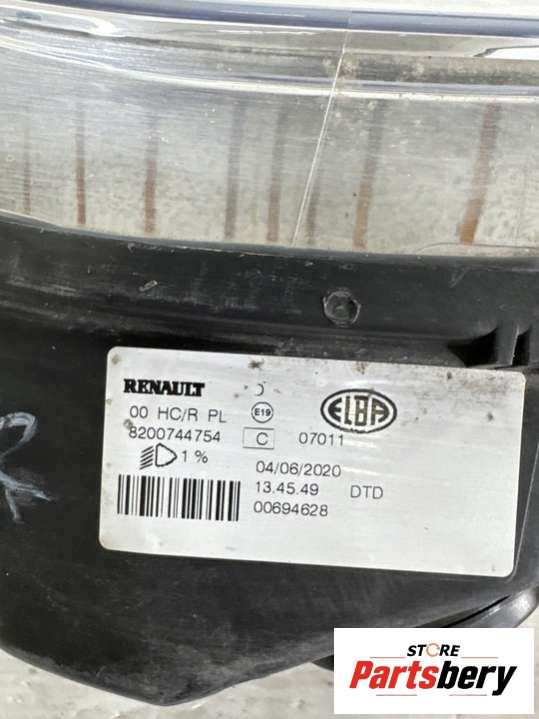 RENAULT
ELBA
00 HC/R PL E19
8200744754 C 07011
1 %
04/06/2020
13.45.49 DTD
00694628
R
STORE
Partsbery